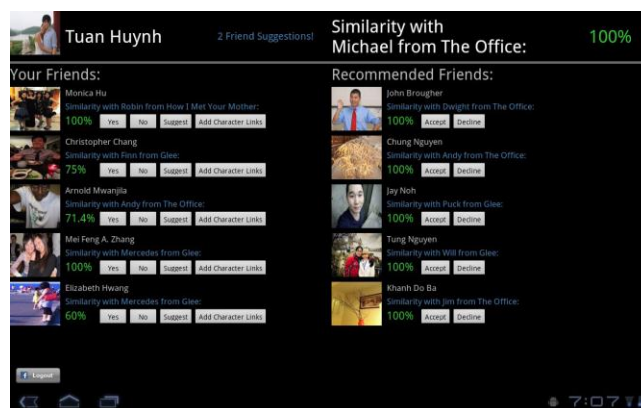 Tuan Huynh
2 Friend Suggestions!
Similarity with
Michael from The Office:
100%
Your Friends:
Monica Hu
Similarity with Robin from How I Met Your Mother:
100% Yes No Suggest Add Character Links
Christopher Chang
Similarity with Finn from Glee:
75% Yes No Suggest Add Character Links
Arnold Mwanjila
Similarity with Andy from The Office:
71.4% Yes No Suggest Add Character Links
Mei Feng A. Zhang
Similarity with Mercedes from Glee:
100% Yes No Suggest Add Character Links
Elizabeth Hwang
Similarity with Mercedes from Glee:
60% Yes No Suggest Add Character Links
Recommended Friends:
John Brougher
Similarity with Dwight from The Office:
100% Accept Decline
Chung Nguyen
Similarity with Andy from The Office:
100% Accept Decline
Jay Noh
Similarity with Puck from Glee:
100% Accept Decline
Tung Nguyen
Similarity with Will from Glee:
100% Accept Decline
Khanh Do Ba
Similarity with Jim from The Office:
100% Accept Decline
f Logout
7:07